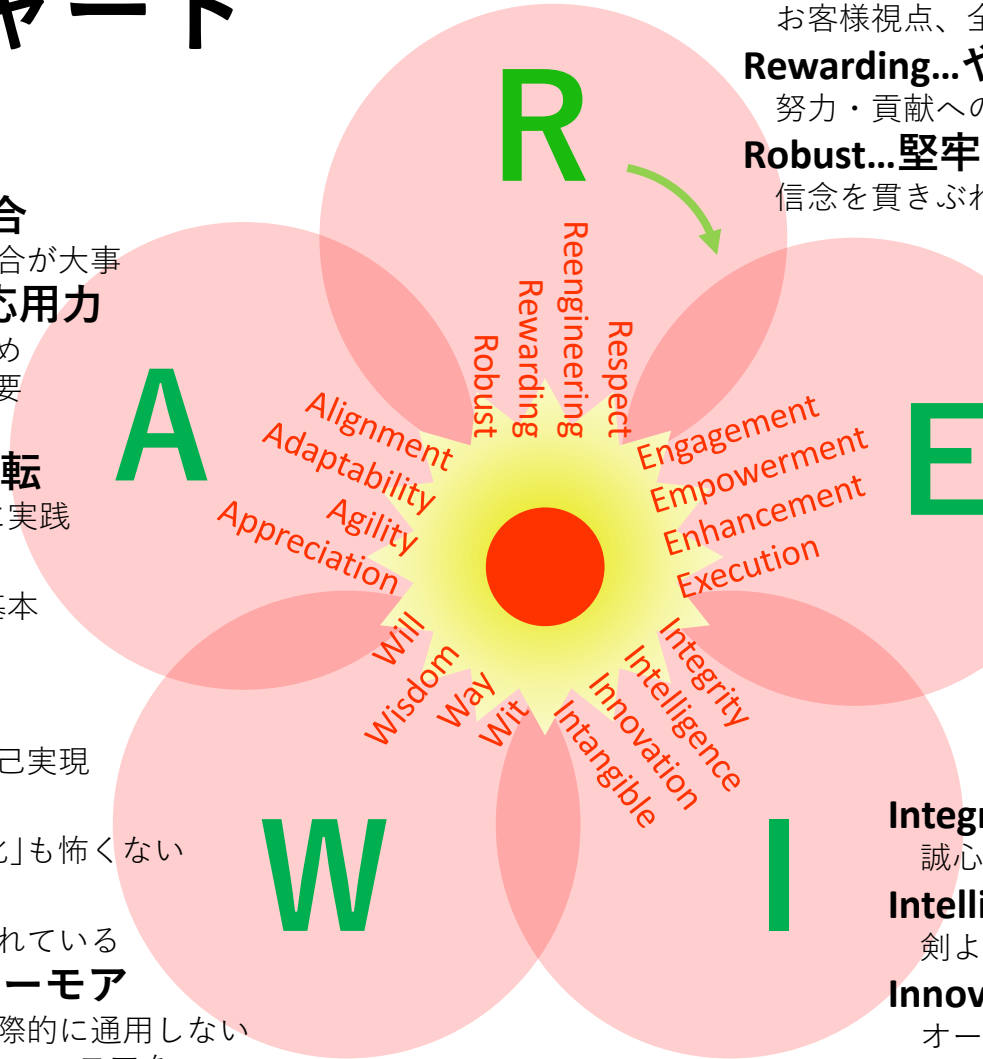 ャート
お客様視点、全
Rewarding…や
努力・貢献への
Robust…堅牢
信念を貫きぶれ
R
Robust
Rewarding
Reengineering
Respect
合
合が大事
応用力
め
要
転
実践
基本
A
Alignment
Adaptability
Agility
Appreciation
E
Engagement
Empowerment
Enhancement
Execution
Will
Wisdom
Way
Wit
W
己実現
化」も怖くない
れている
ーモア
際的に通用しない
Integrity
Intelligence
Innovation
Intangible
I
Integr
誠心
Intelli
剣よ
Innov
オー